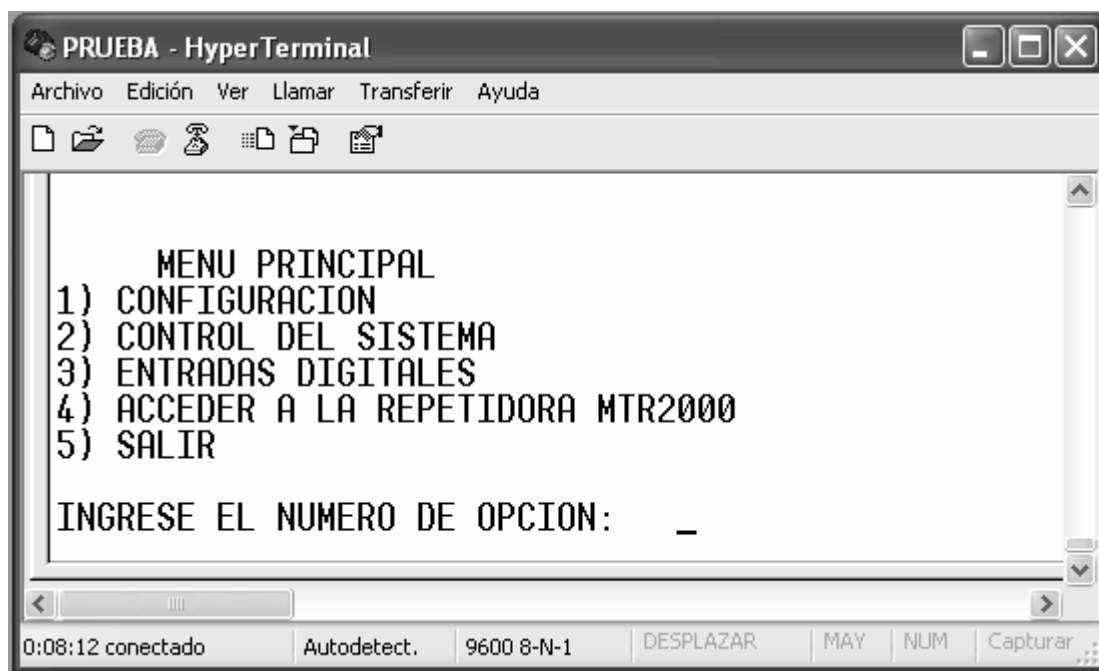 PRUEBA - HyperTerminal
Archivo Edición Ver Llamar Transferir Ayuda
MENU PRINCIPAL
1) CONFIGURACION
2) CONTROL DEL SISTEMA
3) ENTRADAS DIGITALES
4) ACCEDER A LA REPETIDORA MTR2000
5) SALIR
INGRESE EL NUMERO DE OPCION: _
0:08:12 conectado Autodetect. 9600 8-N-1 DESPLAZAR MAY NUM Capturar